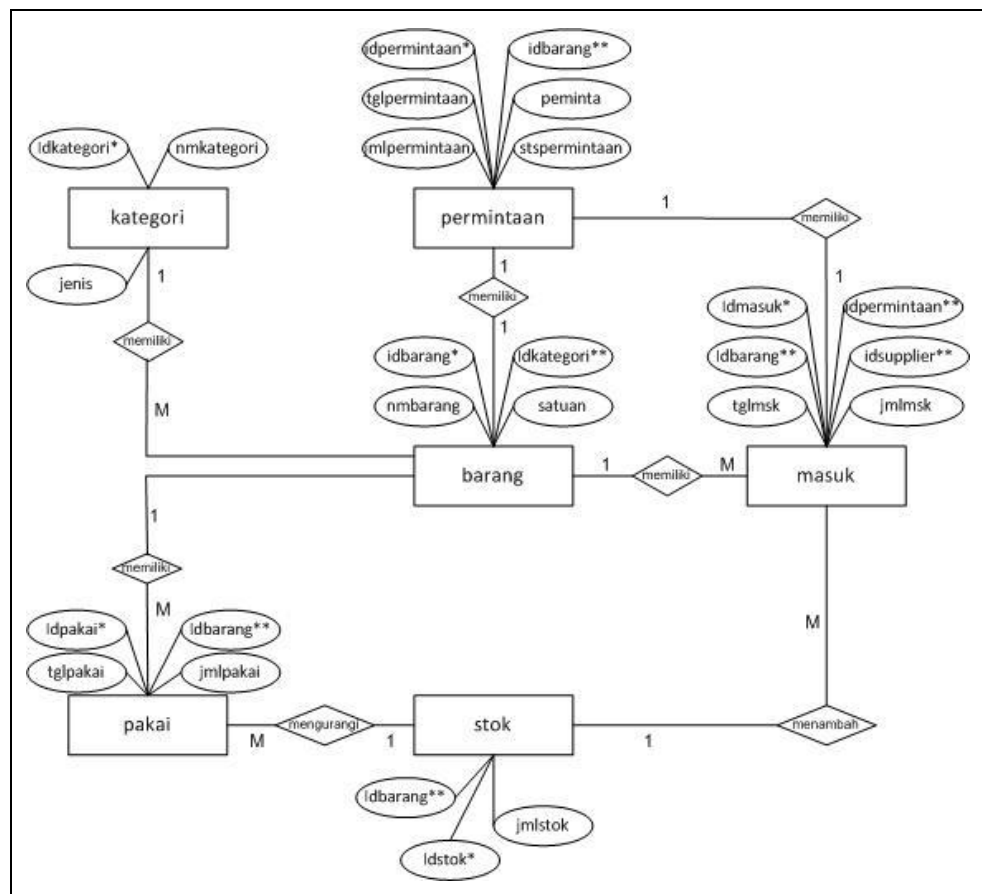 idpermintaan* idbarang**
tglpermintaan peminta
jmlpermintaan stspermintaan
Idkategori* nmkategori
kategori permintaan
1 memiliki
jenis 1 1 1
memiliki
Idmasuk* idpermintaan**
memiliki 1 idbarang* Idkategori** Idbarang** idsupplier**
M nmbarang satuan tglmsk jmlmsk
barang 1 memiliki M masuk
1
memiliki
M M
Idpakai* Idbarang**
tglpakai jmlpakai
pakai M mengurangi 1 stok 1 menambah
Idbarang**
jmlstok
Idstok*